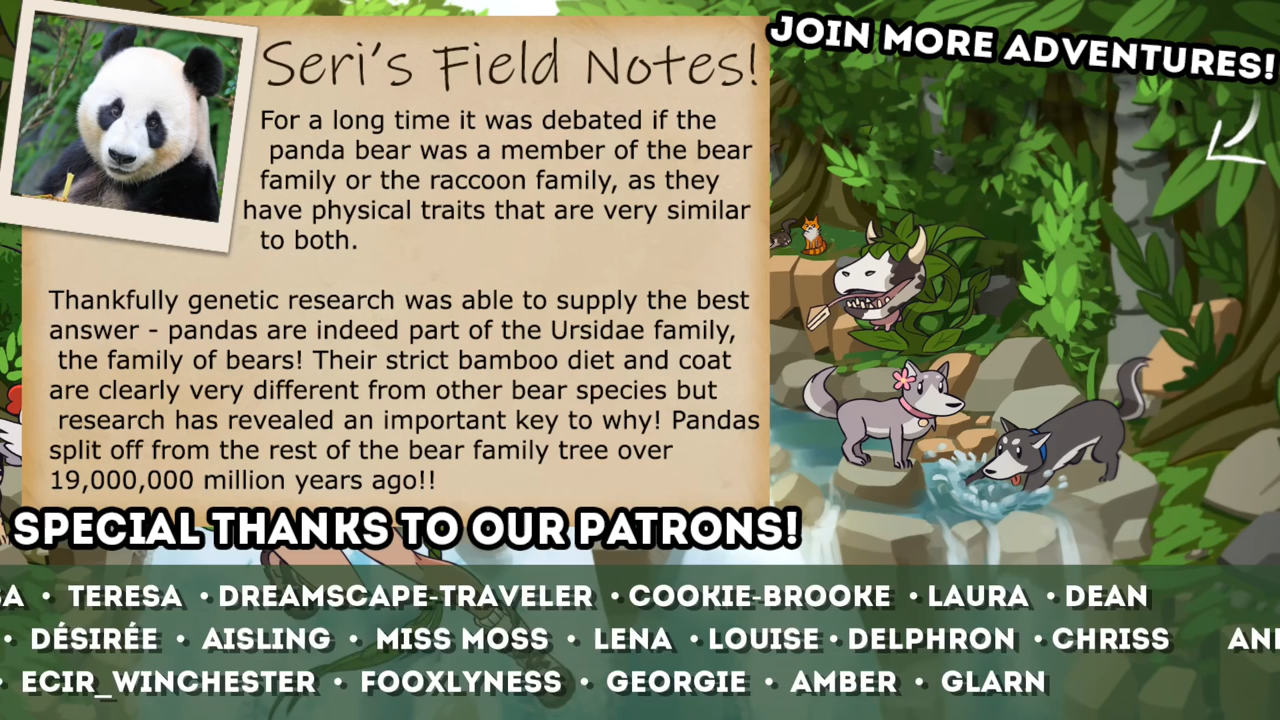 Seri's Field Notes!
JOIN MORE ADVENTURES!
For a long time it was debated if the
panda bear was a member of the bear
family or the raccoon family, as they
have physical traits that are very similar
to both.
Thankfully genetic research was able to supply the best
answer - pandas are indeed part of the Ursidae family,
the family of bears! Their strict bamboo diet and coat
are clearly very different from other bear species but
research has revealed an important key to why! Pandas
split off from the rest of the bear family tree over
19,000,000 million years ago!!
SPECIAL THANKS TO OUR PATRONS!
• TERESA • DREAMSCAPE-TRAVELER • COOKIE-BROOKE • LAURA • DEAN
• DÉSIRÉE • AISLING • MISS MOSS • LENA • LOUISE • DELPHRON • CHRISS
• ECIR_WINCHESTER • FOOXLYNESS • GEORGIE • AMBER • GLARN